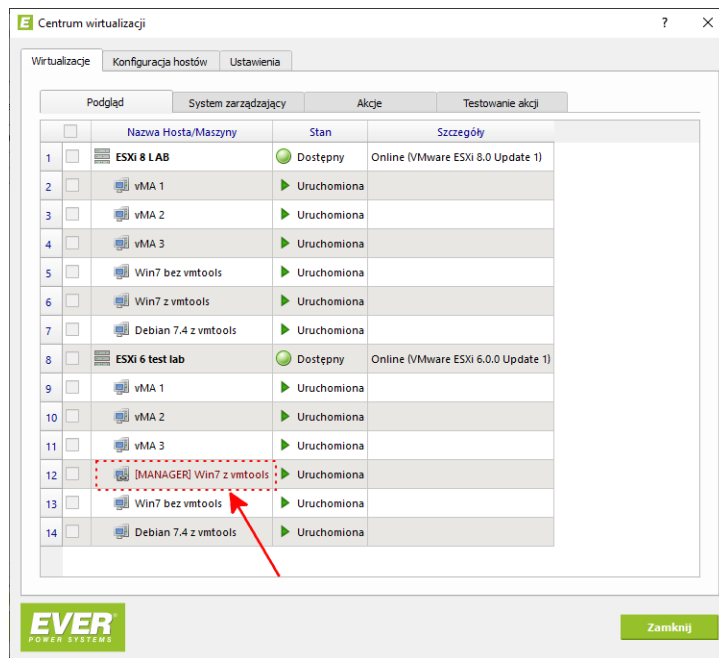 Centrum wirtualizacji
Wirtualizacje Konfiguracja hostów Ustawienia
Podgląd System zarządzający Akcje Testowanie akcji
Nazwa Hosta/Maszyny Stan Szczegóły
1 ESXi 8 LAB Dostępny Online (VMware ESXi 8.0 Update 1)
2 vMA 1 Uruchomiona
3 vMA 2 Uruchomiona
4 vMA 3 Uruchomiona
5 Win7 bez vmtools Uruchomiona
6 Win7 z vmtools Uruchomiona
7 Debian 7.4 z vmtools Uruchomiona
8 ESXi 6 test lab Dostępny Online (VMware ESXi 6.0.0 Update 1)
9 vMA 1 Uruchomiona
10 vMA 2 Uruchomiona
11 vMA 3 Uruchomiona
12 [MANAGER] Win7 z vmtools Uruchomiona
13 Win7 bez vmtools Uruchomiona
14 Debian 7.4 z vmtools Uruchomiona
EVER
POWER SYSTEMS
Zamknij